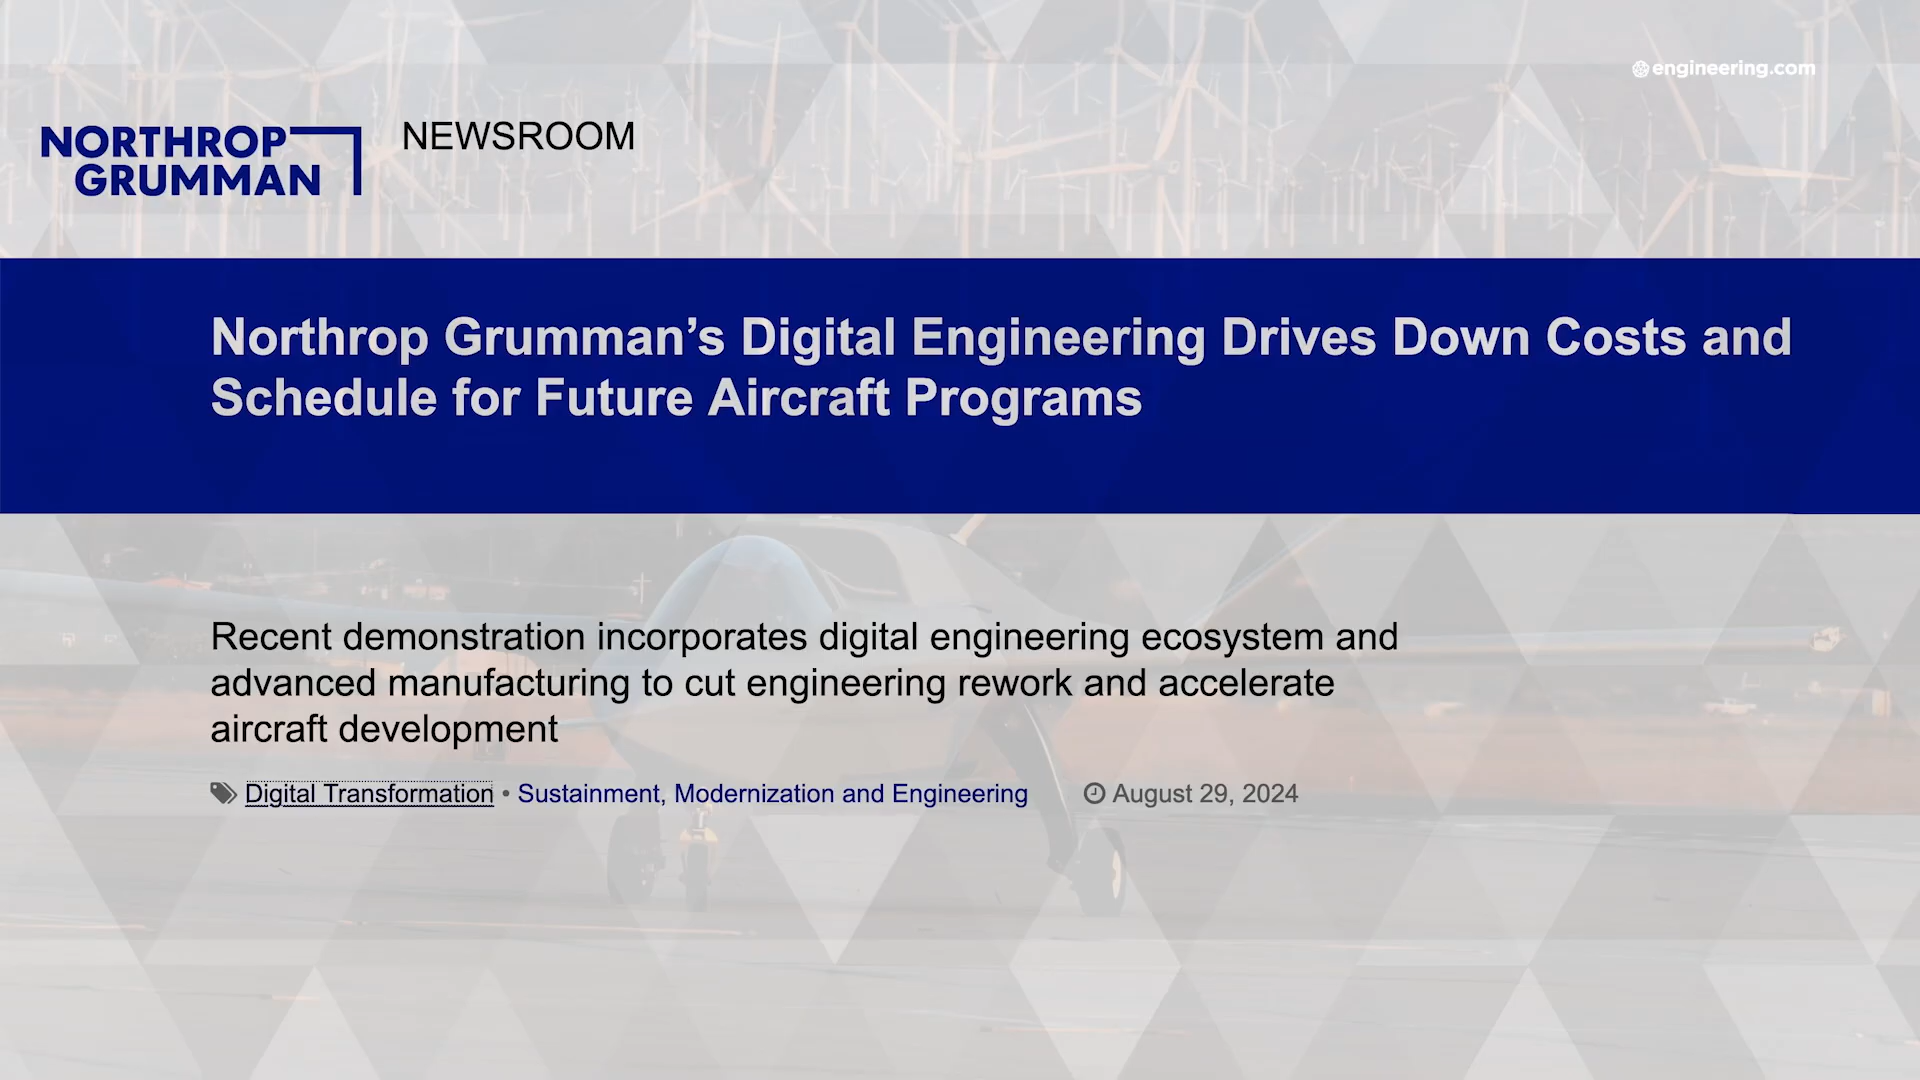 engineering.com
NORTHROP
GRUMMAN
NEWSROOM
Northrop Grumman’s Digital Engineering Drives Down Costs and
Schedule for Future Aircraft Programs
Recent demonstration incorporates digital engineering ecosystem and
advanced manufacturing to cut engineering rework and accelerate
aircraft development
Digital Transformation • Sustainment, Modernization and Engineering August 29, 2024